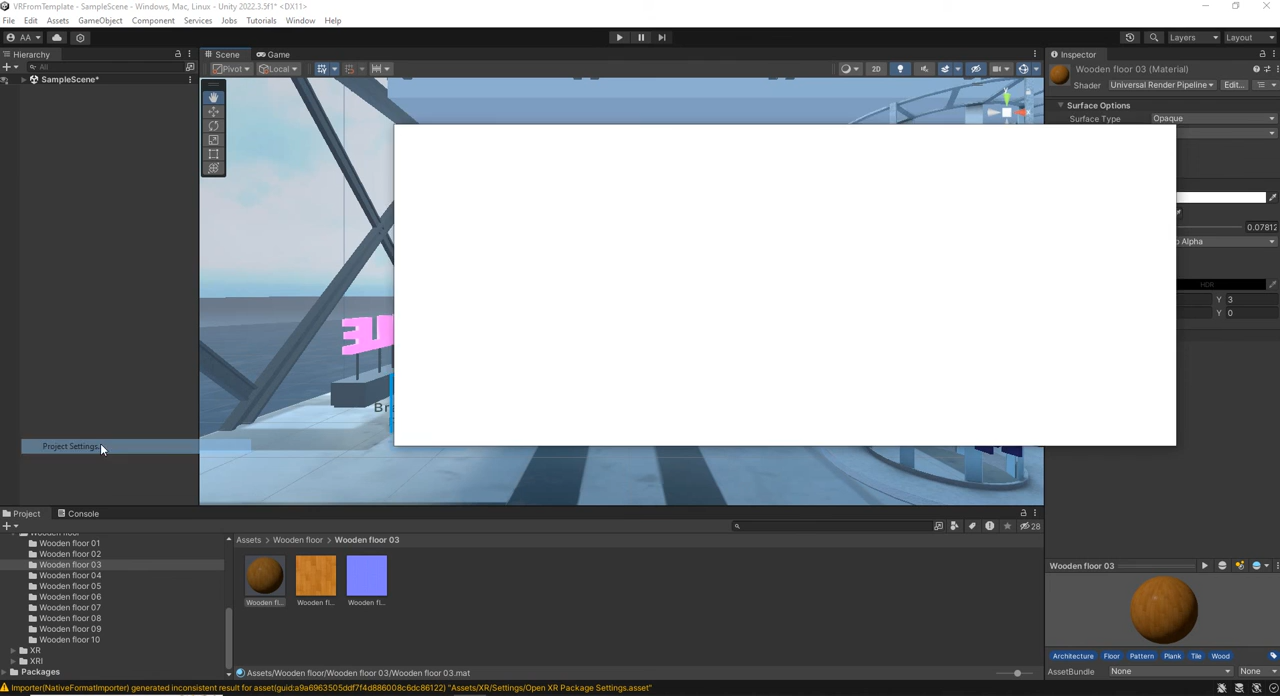 VRFromTemplate - SampleScene - Windows, Mac, Linux - Unity 2022.3.5f1* <DX11>
File Edit Assets GameObject Component Services Jobs Tutorials Window Help
AA Layers Layout
Hierarchy Scene Game Inspector
All Pivot Local 2D Wooden floor 03 (Material)
SampleScene* Shader Universal Render Pipeline Edit...
Surface Options
Surface Type Opaque
0.07812
Alpha
HDR
Y 3
Y 0
Project Settings
Project Console
28
Assets > Wooden floor > Wooden floor 03
Wooden floor 01
Wooden floor 02
Wooden floor 03
Wooden floor 04
Wooden floor 05
Wooden floor 06
Wooden floor 07
Wooden floor 08
Wooden floor 09
Wooden floor 10
XR
XRI
Packages
Wooden fl... Wooden fl... Wooden fl...
Assets/Wooden floor/Wooden floor 03/Wooden floor 03.mat
Wooden floor 03
Architecture Floor Pattern Plank Tile Wood
AssetBundle None None
Importer(NativeFormatImporter) generated inconsistent result for asset(guid:a9a6963505ddf7f4d886008c6dc86122) "Assets/XR/Settings/Open XR Package Settings.asset"